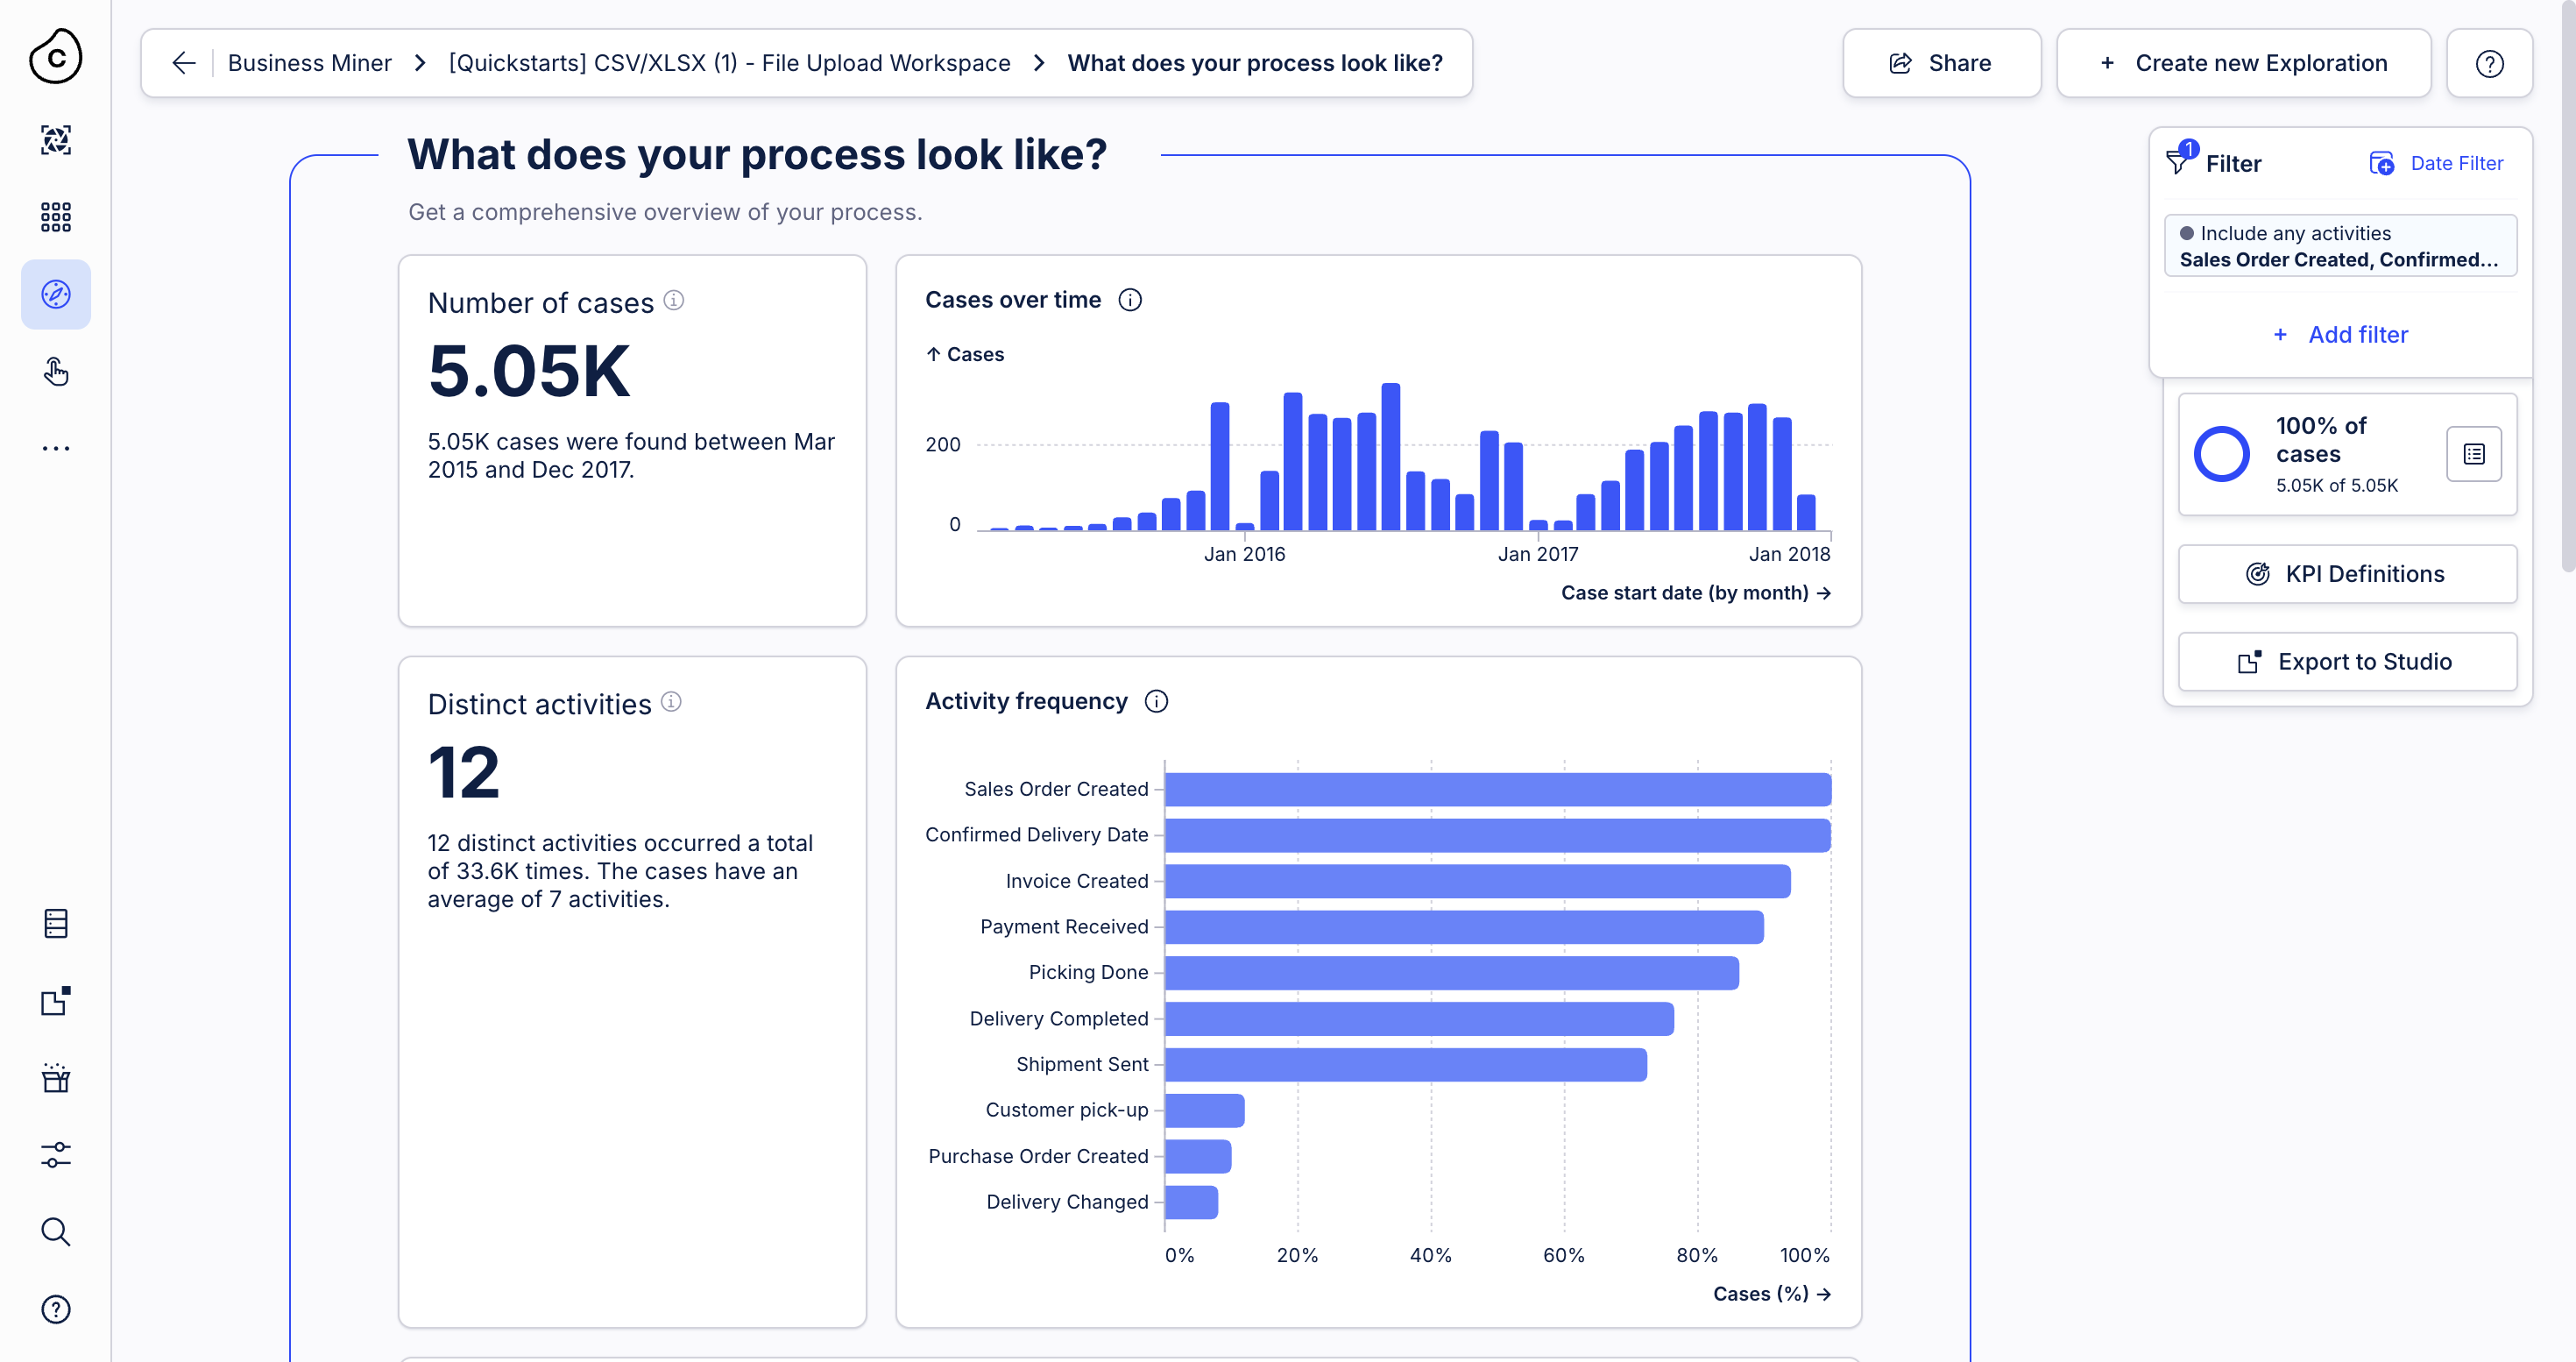 C
Business Miner
[Quickstarts] CSV/XLSX (1) - File Upload Workspace
What does your process look like?
Share
+ Create new Exploration
What does your process look like?
Get a comprehensive overview of your process.
Number of cases
5.05K
5.05K cases were found between Mar
2015 and Dec 2017.
Cases over time
↑ Cases
200
0
Jan 2016
Jan 2017
Jan 2018
Case start date (by month) →
Distinct activities
12
12 distinct activities occurred a total
of 33.6K times. The cases have an
average of 7 activities.
Activity frequency
Sales Order Created
Confirmed Delivery Date
Invoice Created
Payment Received
Picking Done
Delivery Completed
Shipment Sent
Customer pick-up
Purchase Order Created
Delivery Changed
0%
20%
40%
60%
80%
100%
Cases (%) →
1
Filter
Date Filter
Include any activities
Sales Order Created, Confirmed...
+ Add filter
100% of
cases
5.05K of 5.05K
KPI Definitions
Export to Studio